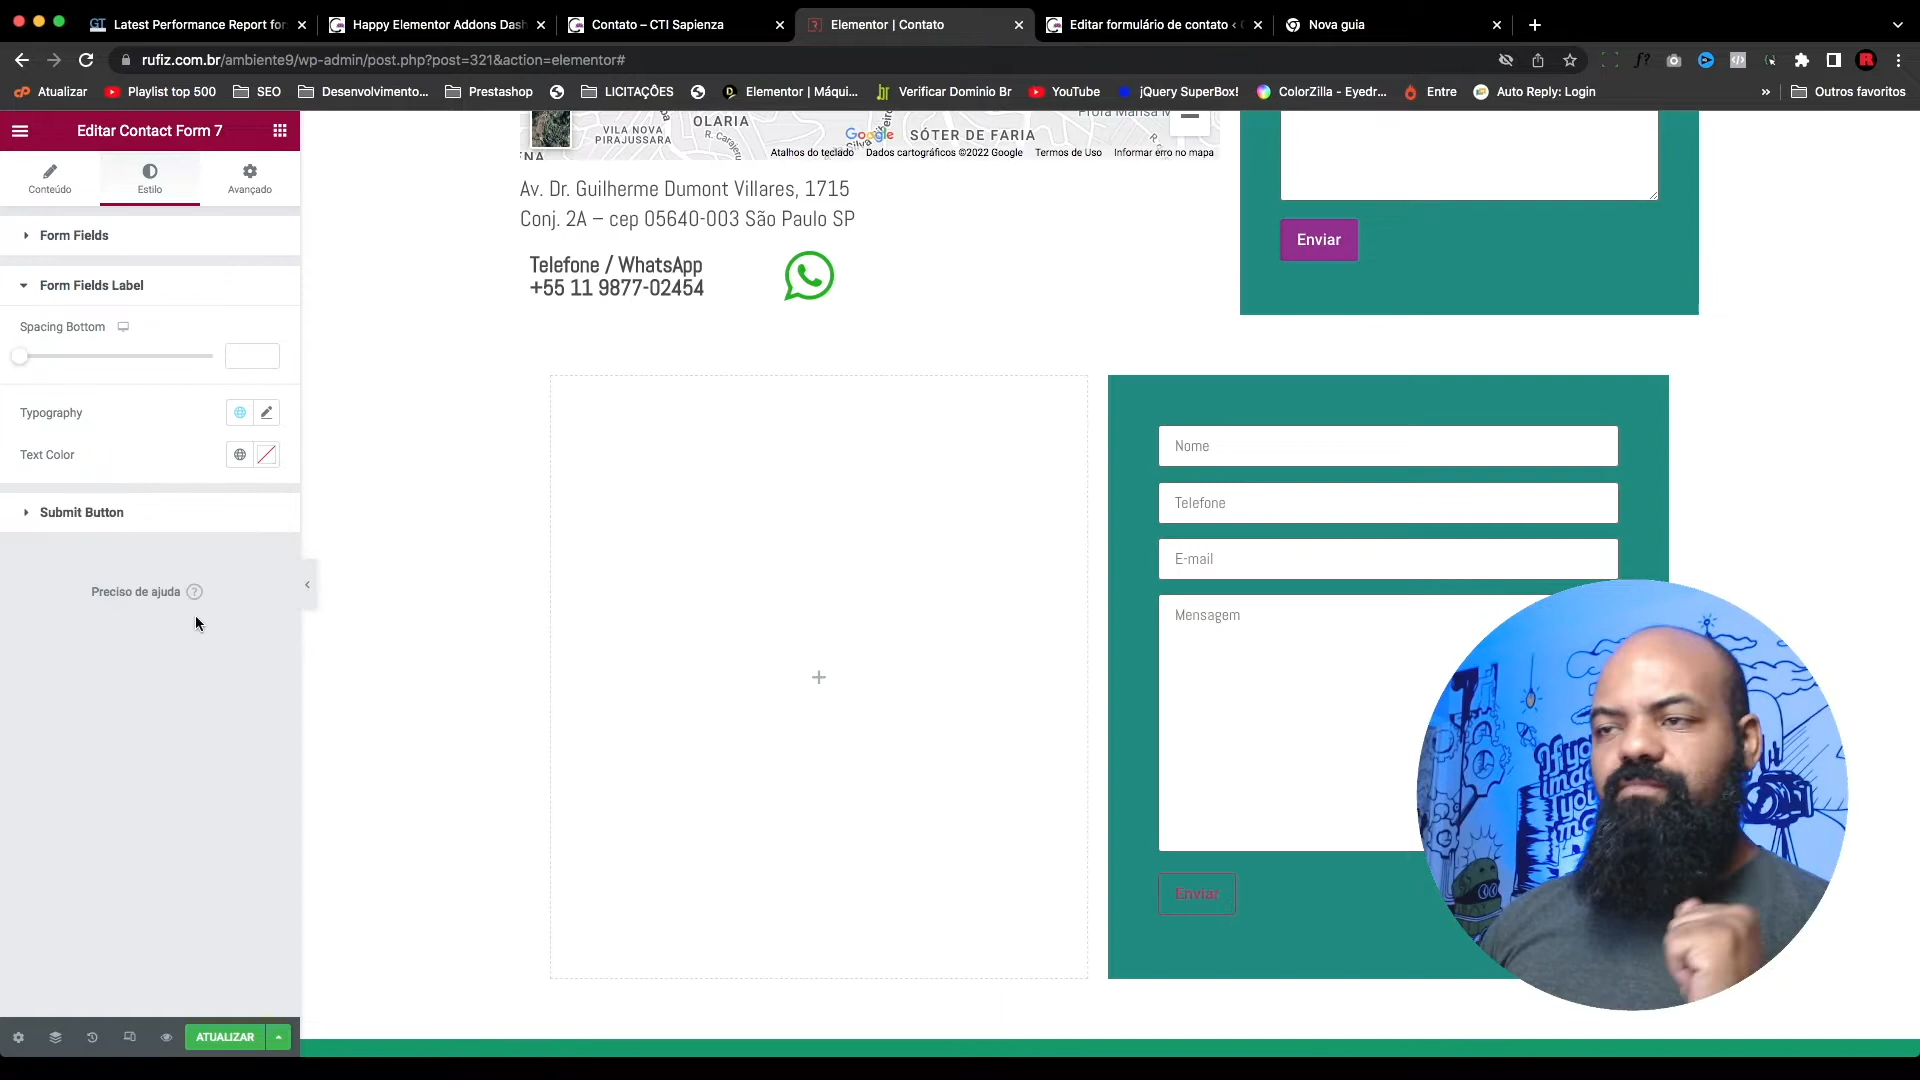 Latest Performance Report for
Happy Elementor Addons Dash
Contato – CTI Sapienza
Elementor | Contato
Editar formulário de contato ‹
Nova guia
rufiz.com.br/ambiente9/wp-admin/post.php?post=321&action=elementor#
Atualizar
Playlist top 500
SEO
Desenvolvimento...
Prestashop
LICITAÇÔES
Elementor | Máqui...
Verificar Dominio Br
YouTube
jQuery SuperBox!
ColorZilla - Eyedr...
Entre
Auto Reply: Login
»
Outros favoritos
Editar Contact Form 7
Conteúdo
Estilo
Avançado
Form Fields
Form Fields Label
Spacing Bottom
Typography
Text Color
Submit Button
Preciso de ajuda
ATUALIZAR
VILA NOVA
PIRAJUSSARA
OLARIA
Google
SÓTER DE FARIA
Atalhos do teclado
Dados cartográficos ©2022 Google
Termos de Uso
Informar erro no mapa
Av. Dr. Guilherme Dumont Villares, 1715
Conj. 2A – cep 05640-003 São Paulo SP
Telefone / WhatsApp
+55 11 9877-02454
Enviar
Nome
Telefone
E-mail
Mensagem
Enviar